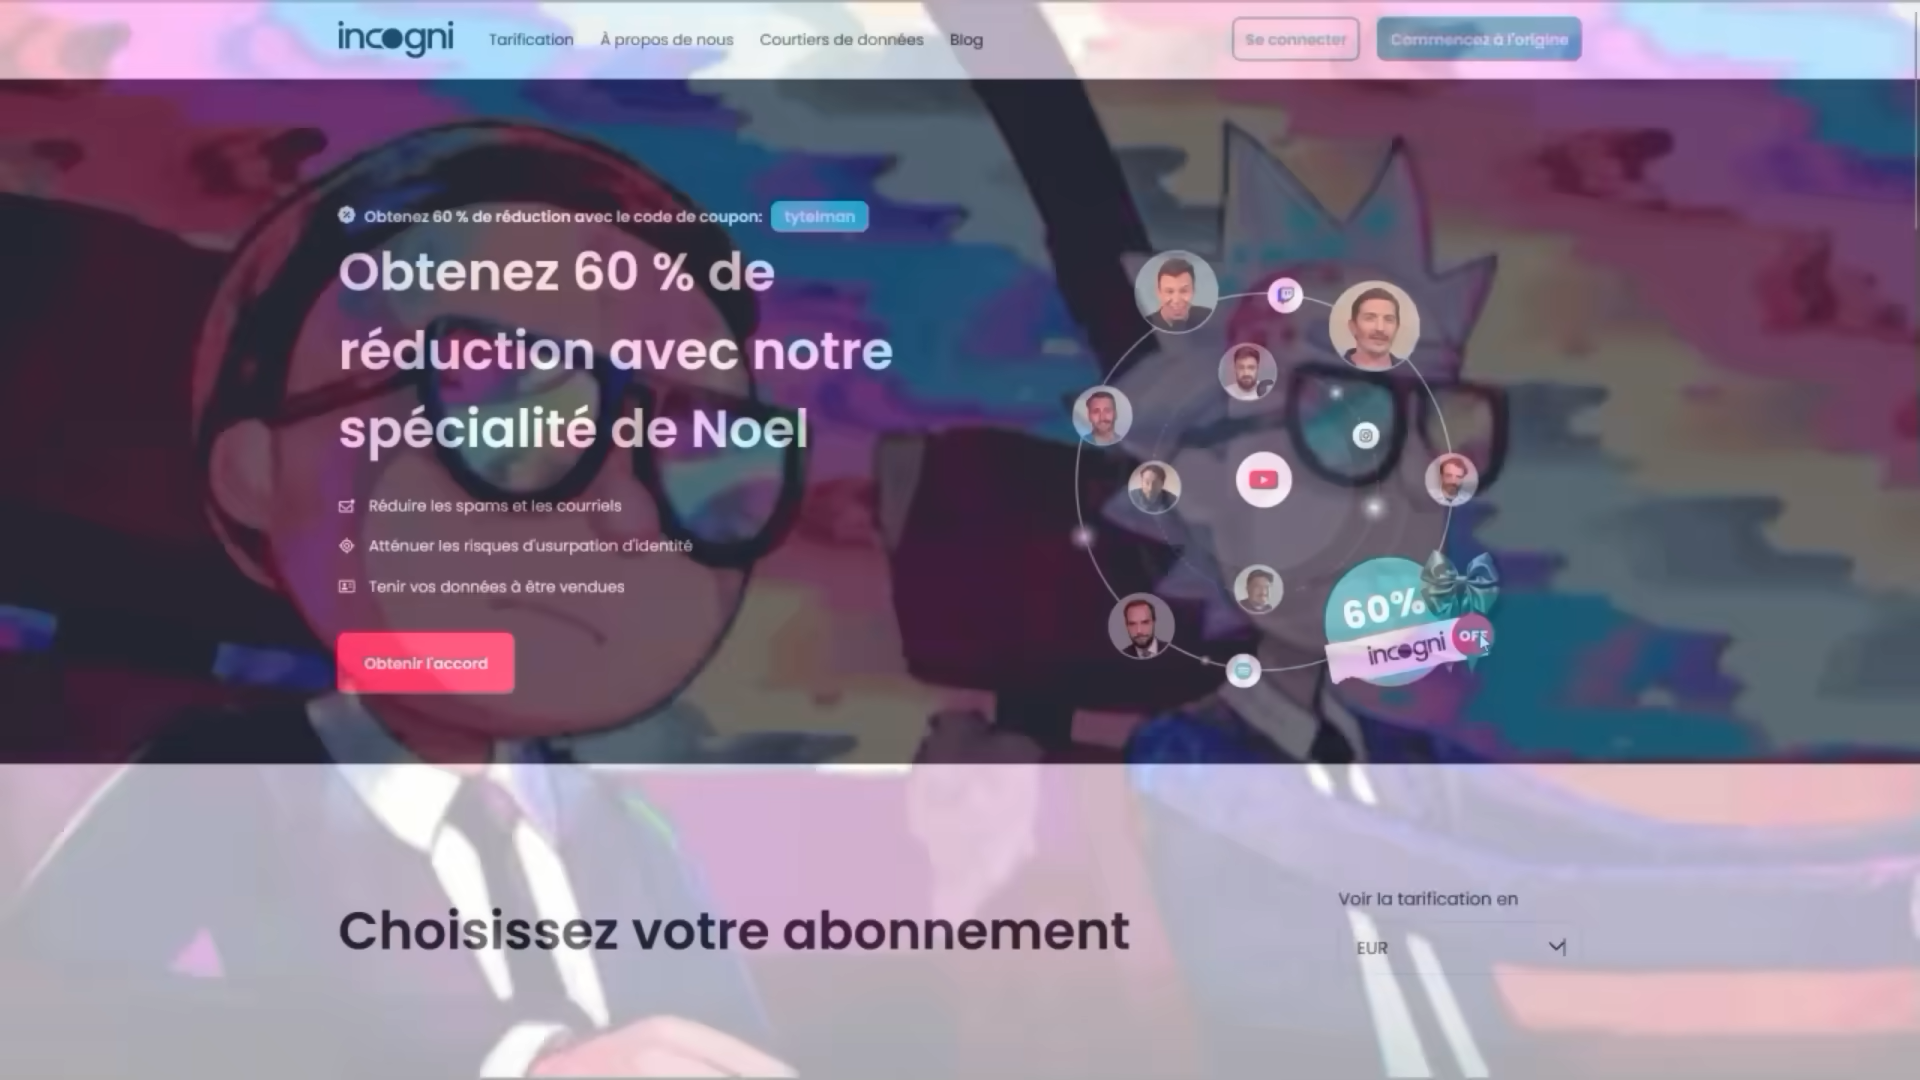 incogni
Tarification
À propos de nous
Courtiers de données
Blog
Se connecter
Commencez à l'origine
Obtenez 60 % de réduction avec le code de coupon: tytelman
Obtenez 60 % de
réduction avec notre
spécialité de Noel
Réduire les spams et les courriels
Atténuer les risques d'usurpation d'identité
Tenir vos données à être vendues
Obtenir l'accord
60%
incogni
OFF
Choisissez votre abonnement
Voir la tarification en
EUR